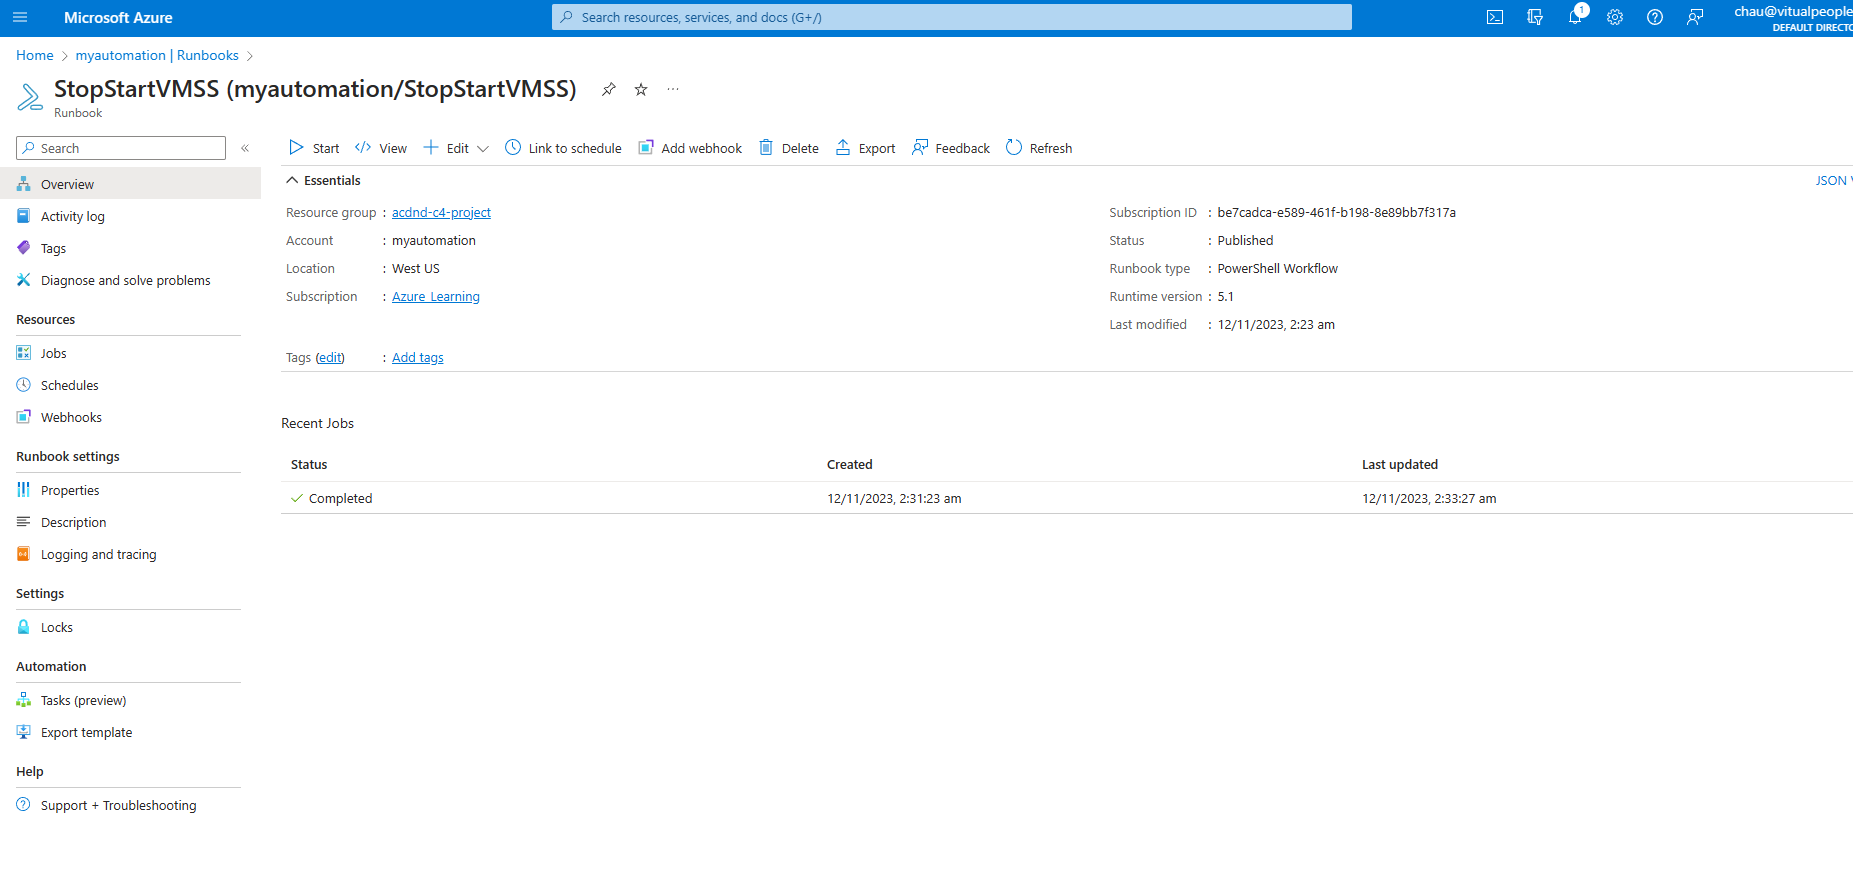 Microsoft Azure
Search resources, services, and docs (G+/)
1
chau@vitualpeople
DEFAULT DIRECTO
Home > myautomation | Runbooks >
StopStartVMSS (myautomation/StopStartVMSS)
Runbook
Search
Start View Edit Link to schedule Add webhook Delete Export Feedback Refresh
Overview
Activity log
Tags
Diagnose and solve problems
Resources
Jobs
Schedules
Webhooks
Runbook settings
Properties
Description
Logging and tracing
Settings
Locks
Automation
Tasks (preview)
Export template
Help
Support + Troubleshooting
Essentials
JSON V
Resource group : acdnd-c4-project
Account : myautomation
Location : West US
Subscription : Azure_Learning
Subscription ID : be7cadca-e589-461f-b198-8e89bb7f317a
Status : Published
Runbook type : PowerShell Workflow
Runtime version : 5.1
Last modified : 12/11/2023, 2:23 am
Tags (edit) : Add tags
Recent Jobs
Status Created Last updated
Completed 12/11/2023, 2:31:23 am 12/11/2023, 2:33:27 am